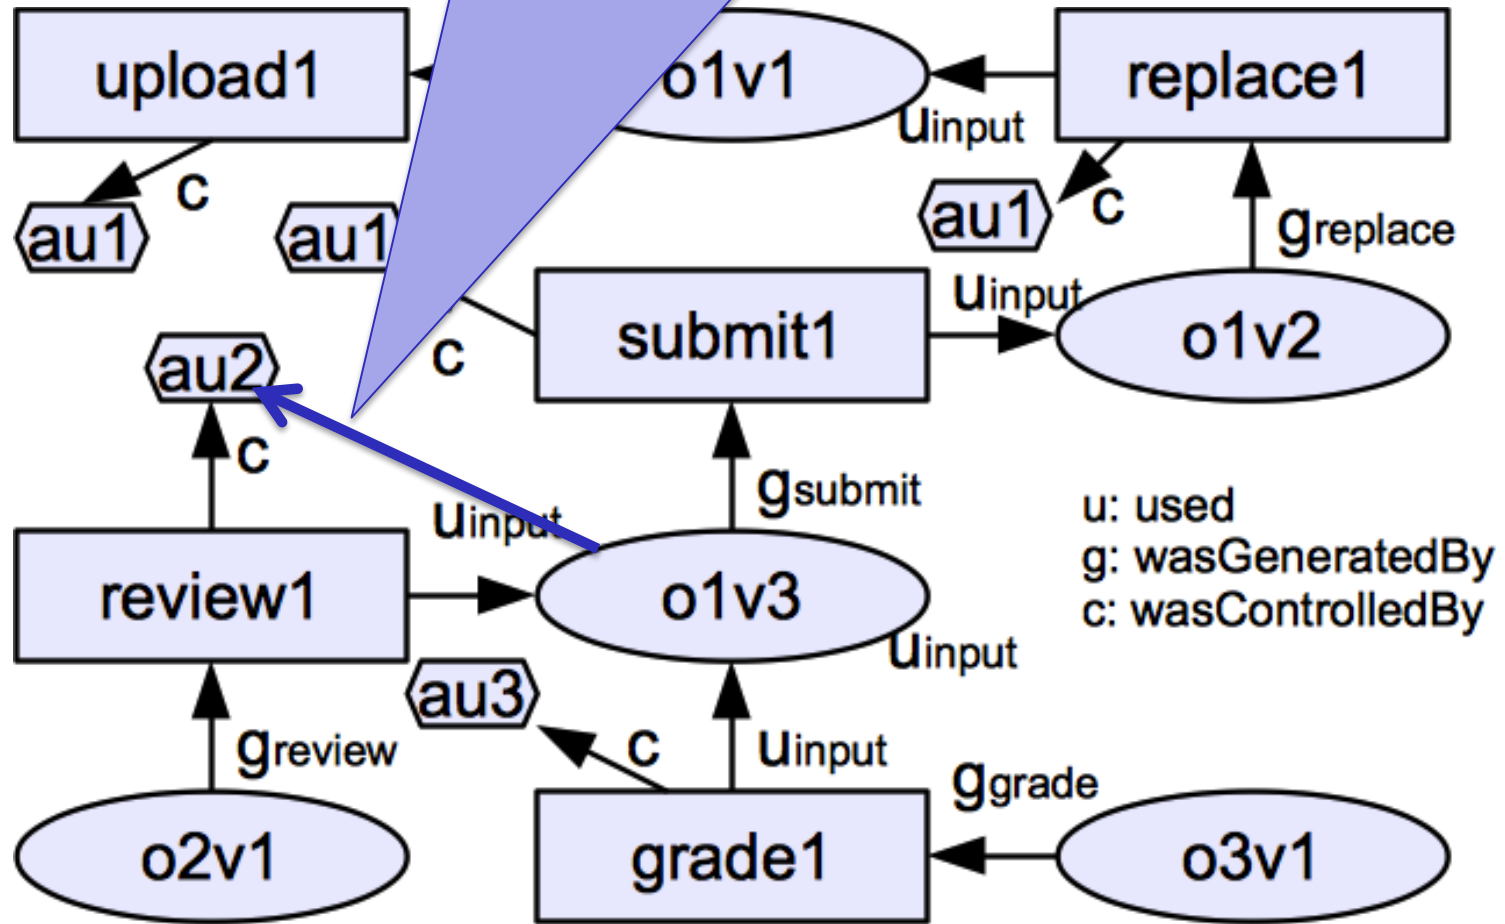 upload1
o1v1
replace1
uinput
c
c
au1
au1
au1
greplace
uinput
submit1
o1v2
c
au2
c
gsubmit
uinput
u: used
g: wasGeneratedBy
c: wasControlledBy
review1
o1v3
uinput
au3
greview
c
uinput
ggrade
o2v1
grade1
o3v1